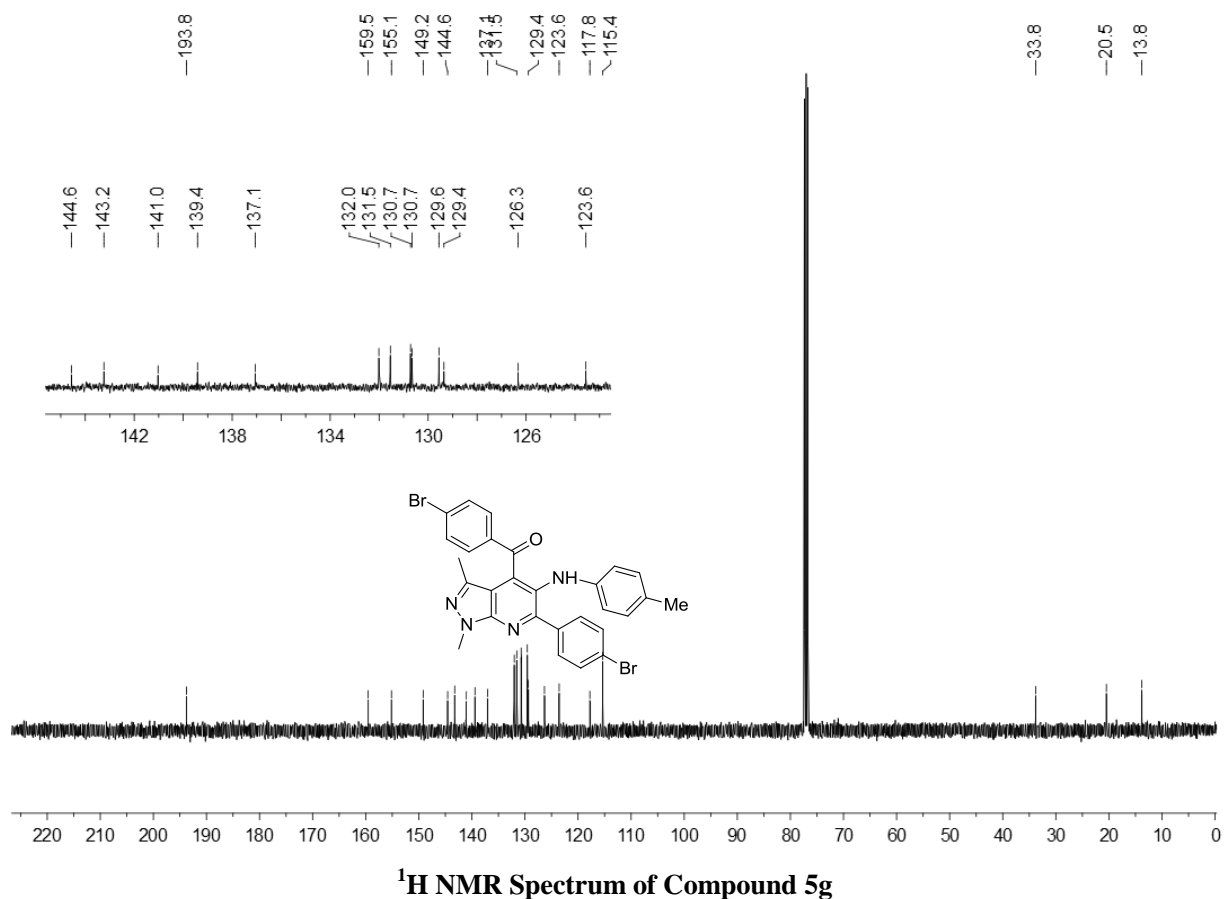 193.8 159.5 155.1 149.2 144.6 137.1 131.5 129.4 123.6 117.8 115.4 33.8 20.5 13.8
144.6 143.2 141.0 139.4 137.1 132.0 131.5 130.7 130.7 129.6 129.4 126.3 123.6
142 138 134 130 126
Br
O
NH
N
N
N
Me
Br
220 210 200 190 180 170 160 150 140 130 120 110 100 90 80 70 60 50 40 30 20 10 0
¹H NMR Spectrum of Compound 5g